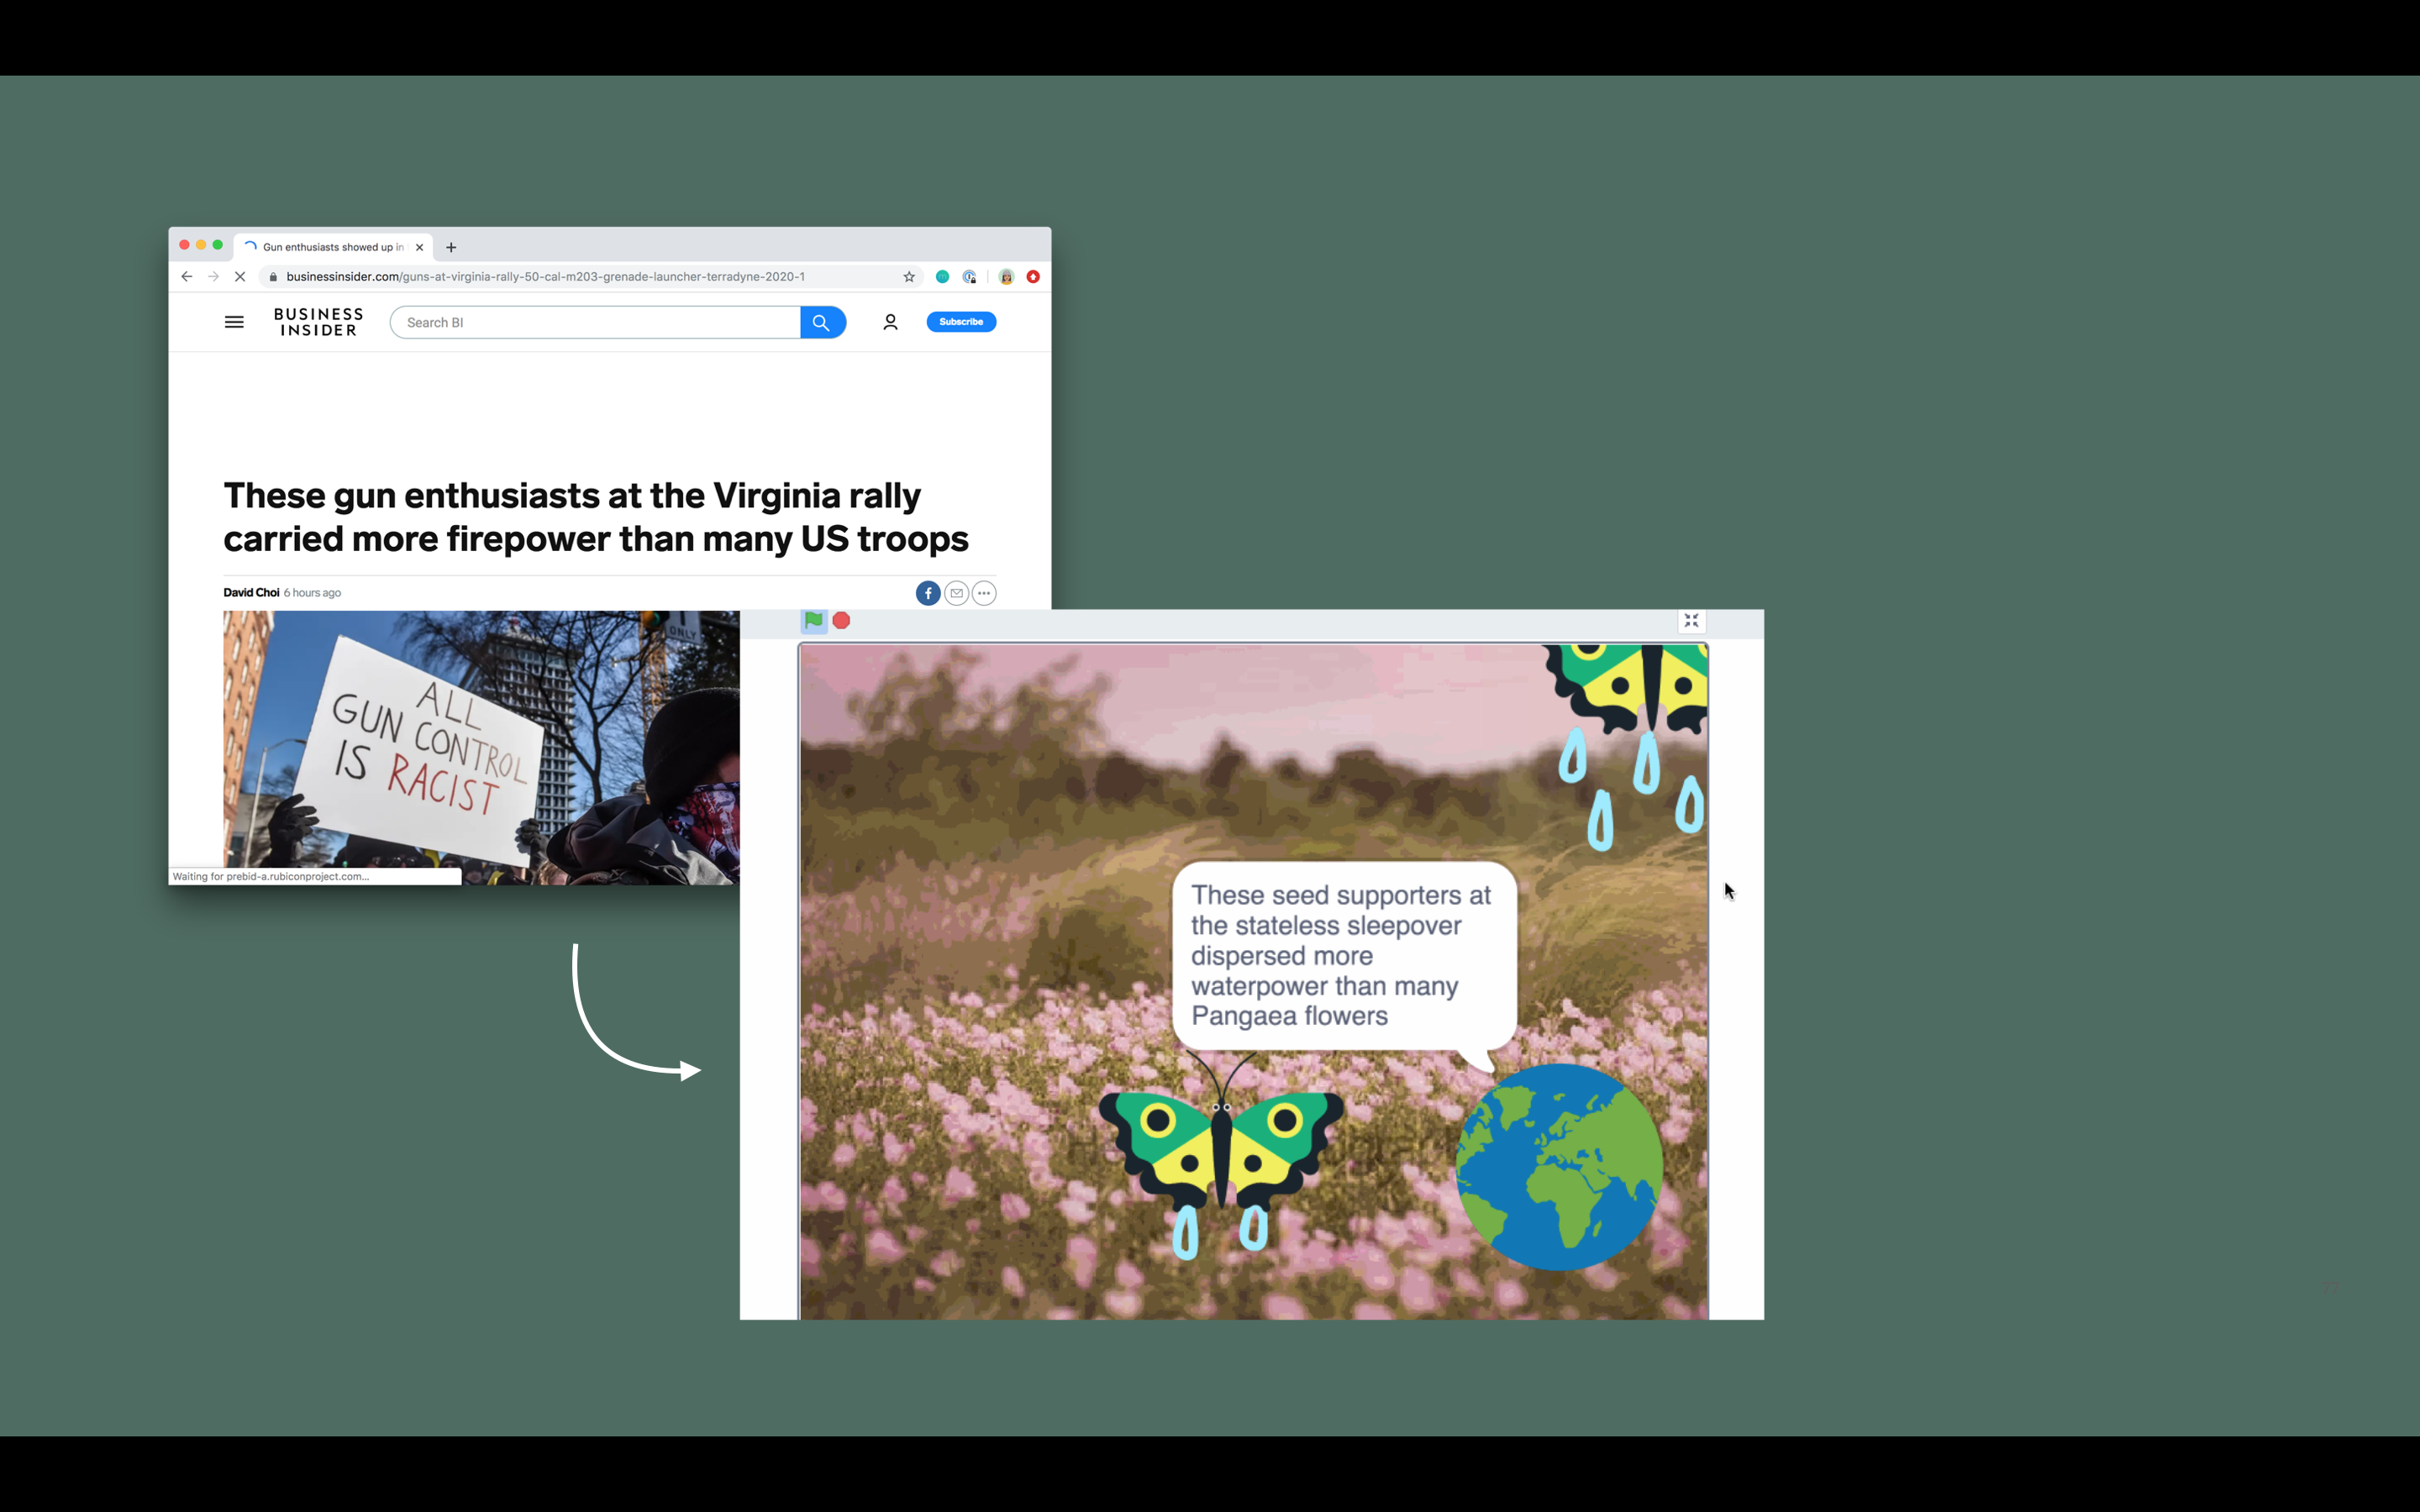 Gun enthusiasts showed up in
businessinsider.com/guns-at-virginia-rally-50-cal-m203-grenade-launcher-terradyne-2020-1
BUSINESS
INSIDER
Search BI
Subscribe
These gun enthusiasts at the Virginia rally
carried more firepower than many US troops
David Choi 6 hours ago
ONLY
ALL
GUN CONTROL
IS RACIST
Waiting for prebid-a.rubiconproject.com...
These seed supporters at
the stateless sleepover
dispersed more
waterpower than many
Pangaea flowers